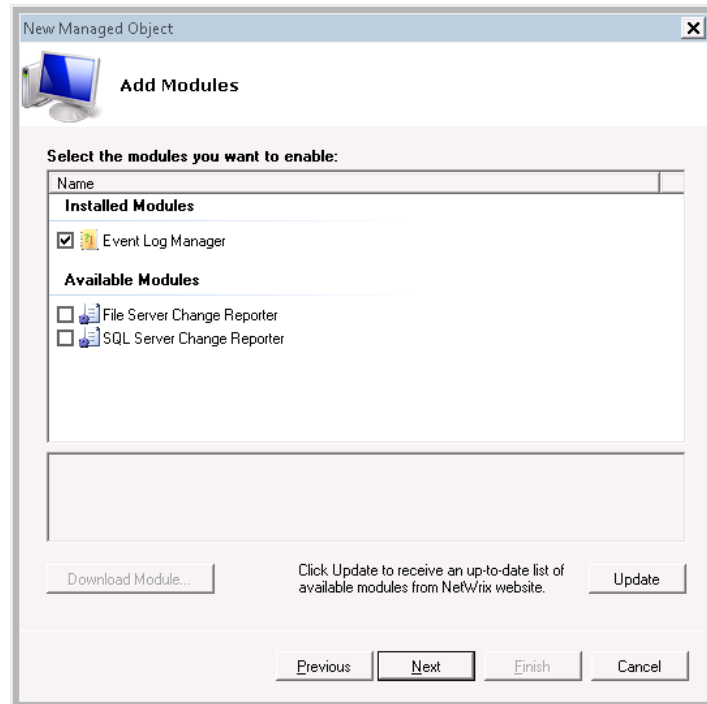 New Managed Object
Add Modules
Select the modules you want to enable:
Name
Installed Modules
Event Log Manager
Available Modules
File Server Change Reporter
SQL Server Change Reporter
Download Module...
Click Update to receive an up-to-date list of
available modules from NetWrix website.
Update
Previous
Next
Finish
Cancel